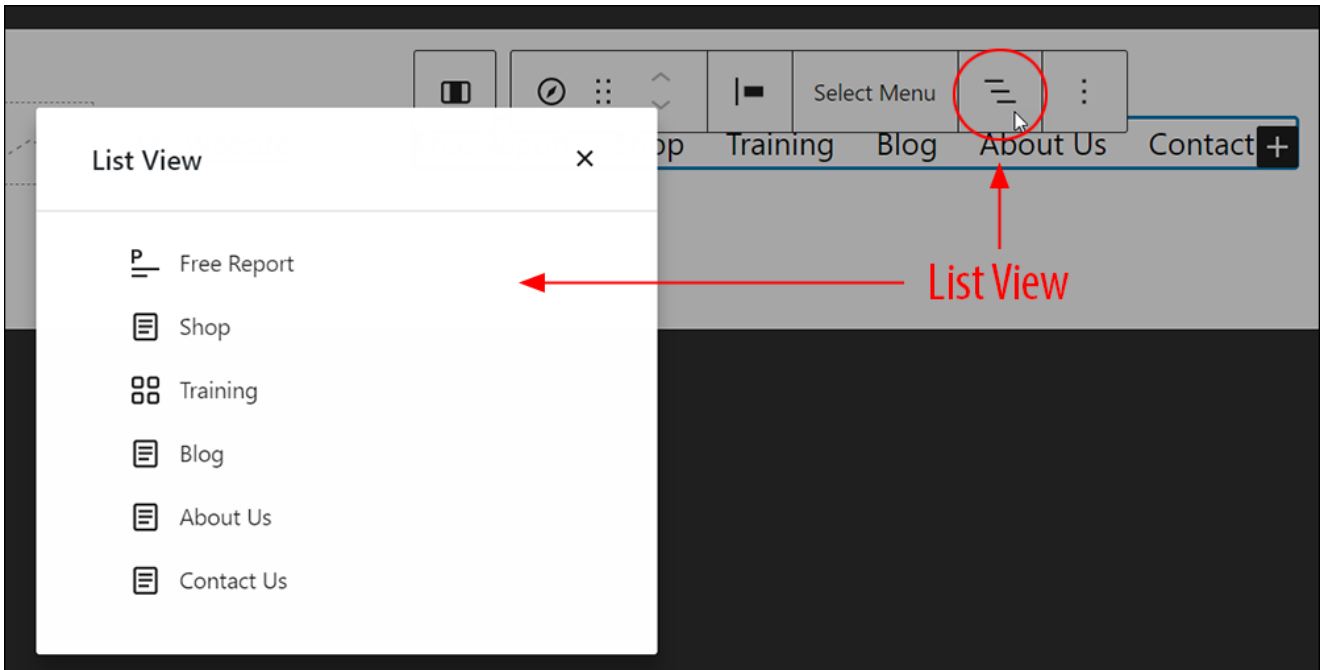 Select Menu
op Training Blog About Us Contact
List View
Free Report
Shop
Training
Blog
About Us
Contact Us
List View